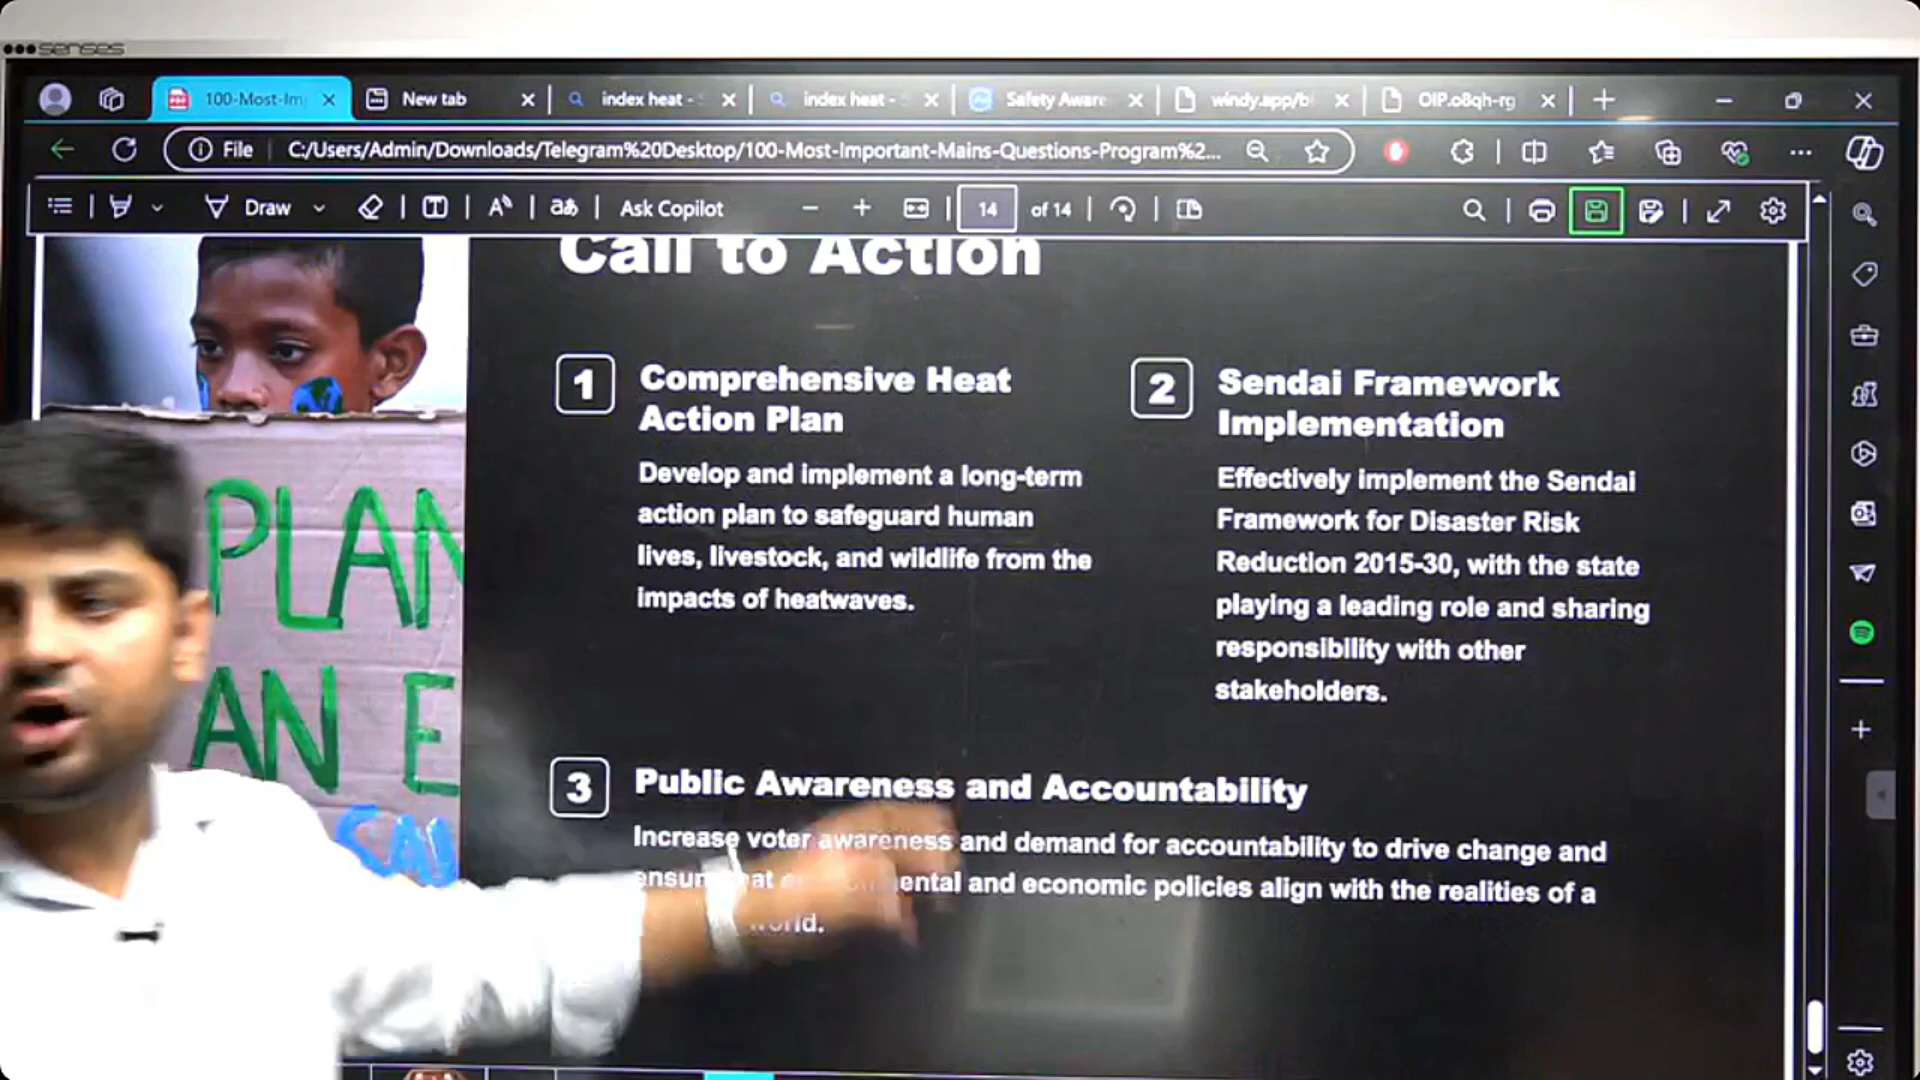 senses
100-Most-Im
New tab
index heat -
index heat -
Safety Aware
windy.app/b
OIP.o8qh-rg
File
C:/Users/Admin/Downloads/Telegram%20Desktop/100-Most-Important-Mains-Questions-Program%2...
Draw
Ask Copilot
14
of 14
Call to Action
1
Comprehensive Heat
Action Plan
Develop and implement a long-term
action plan to safeguard human
lives, livestock, and wildlife from the
impacts of heatwaves.
2
Sendai Framework
Implementation
Effectively implement the Sendai
Framework for Disaster Risk
Reduction 2015-30, with the state
playing a leading role and sharing
responsibility with other
stakeholders.
3
Public Awareness and Accountability
Increase voter awareness and demand for accountability to drive change and
and economic policies align with the realities of a
world.
PLAN
AN E